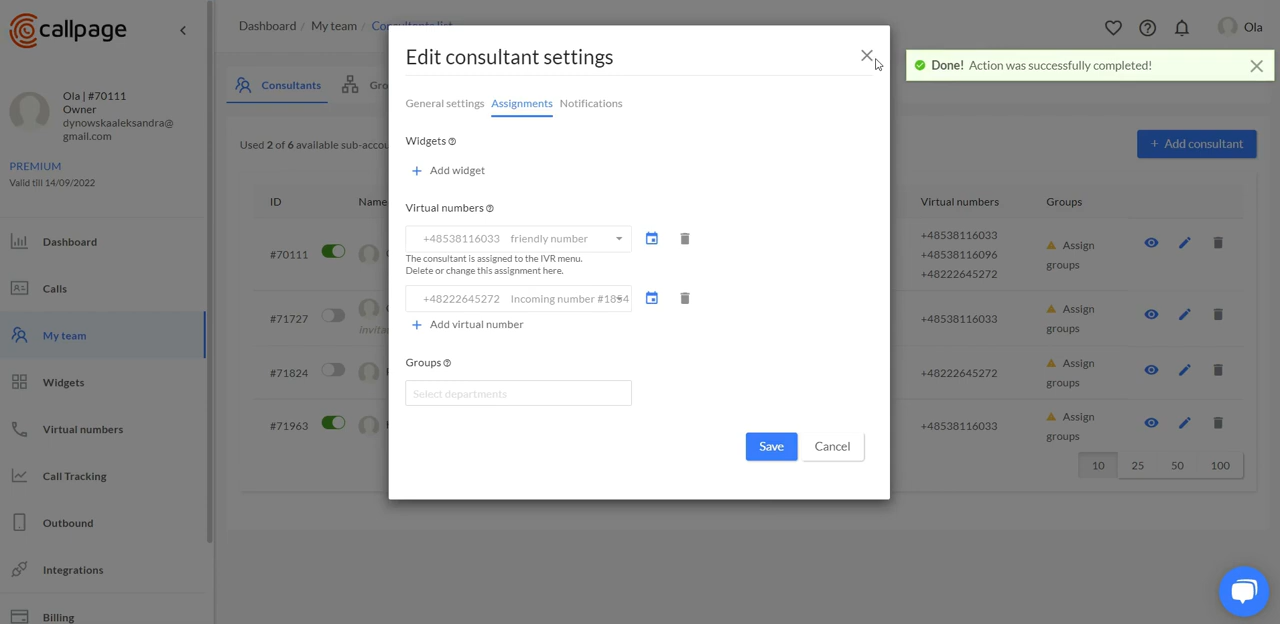 callpage
Dashboard / My team / Consultants list
Ola
Ola | #70111
Owner
dynowskaaleksandra@
gmail.com
PREMIUM
Valid till 14/09/2022
Dashboard
Calls
My team
Widgets
Virtual numbers
Call Tracking
Outbound
Integrations
Billing
Consultants
Used 2 of 6 available
ID
Name
Virtual numbers
Groups
#70111
+48538116033
+48538116096
+48222645272
Assign
groups
#71727
+48538116033
Assign
groups
#71824
+48222645272
Assign
groups
#71963
+48538116033
Assign
groups
10 25 50 100
+ Add consultant
Done! Action was successfully completed!
Edit consultant settings
General settings Assignments Notifications
Widgets
+ Add widget
Virtual numbers
+48538116033 friendly number
The consultant is assigned to the IVR menu.
Delete or change this assignment here.
+48222645272 Incoming number
+ Add virtual number
Groups
Select departments
Save Cancel